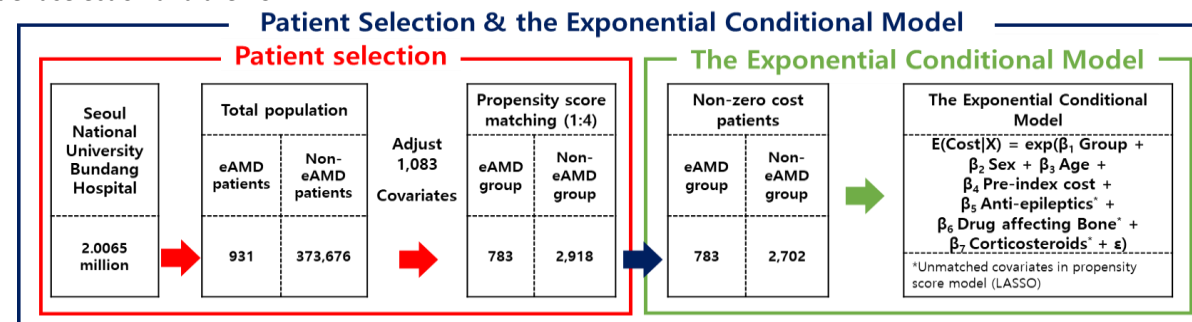 Patient Selection & the Exponential Conditional Model
Patient selection
The Exponential Conditional Model
Seoul
National
University
Bundang
Hospital
2.0065
million
Total population
eAMD
patients
Non-
eAMD
patients
931
373,676
Adjust
1,083
Covariates
Propensity score
matching (1:4)
eAMD
group
Non-
eAMD
group
783
2,918
Non-zero cost
patients
eAMD
group
Non-
eAMD
group
783
2,702
The Exponential Conditional
Model
E(Cost|X) = exp(β₁ Group +
β₂ Sex + β₃ Age +
β₄ Pre-index cost +
β₅ Anti-epileptics* +
β₆ Drug affecting Bone* +
β₇ Corticosteroids* + ε)
*Unmatched covariates in propensity
score model (LASSO)